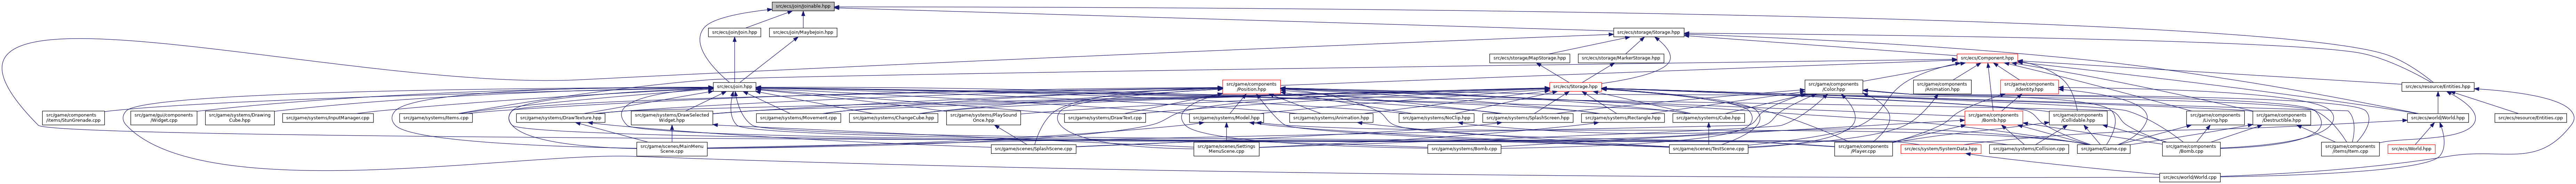 src/ecs/join/Joinable.hpp
src/ecs/join/Join.hpp
src/ecs/join/MaybeJoin.hpp
src/ecs/storage/Storage.hpp
src/ecs/storage/MapStorage.hpp
src/ecs/storage/MarkerStorage.hpp
src/ecs/Component.hpp
src/ecs/join.hpp
src/game/components
/Position.hpp
src/ecs/Storage.hpp
src/game/components
/Color.hpp
src/game/components
/Animation.hpp
src/game/components
/Identity.hpp
src/ecs/resource/Entities.hpp
src/game/components
/items/StunGrenade.cpp
src/game/gui/components
/Widget.cpp
src/game/systems/Drawing
Cube.hpp
src/game/systems/InputManager.cpp
src/game/systems/Items.cpp
src/game/systems/DrawTexture.hpp
src/game/systems/DrawSelected
Widget.hpp
src/game/systems/Movement.cpp
src/game/systems/ChangeCube.hpp
src/game/systems/PlaySound
Once.hpp
src/game/systems/DrawText.cpp
src/game/systems/Model.hpp
src/game/systems/Animation.hpp
src/game/systems/NoClip.hpp
src/game/systems/SplashScreen.hpp
src/game/systems/Rectangle.hpp
src/game/systems/Cube.hpp
src/game/components
/Bomb.hpp
src/game/components
/Collidable.hpp
src/game/components
/Living.hpp
src/game/components
/Destructible.hpp
src/ecs/world/World.hpp
src/ecs/resource/Entities.cpp
src/game/scenes/MainMenu
Scene.cpp
src/game/scenes/SplashScene.cpp
src/game/scenes/Settings
MenuScene.cpp
src/game/systems/Bomb.cpp
src/game/scenes/TestScene.cpp
src/game/components
/Player.cpp
src/ecs/system/SystemData.hpp
src/game/systems/Collision.cpp
src/game/Game.cpp
src/game/components
/Bomb.cpp
src/game/components
/items/Item.cpp
src/ecs/World.hpp
src/ecs/world/World.cpp